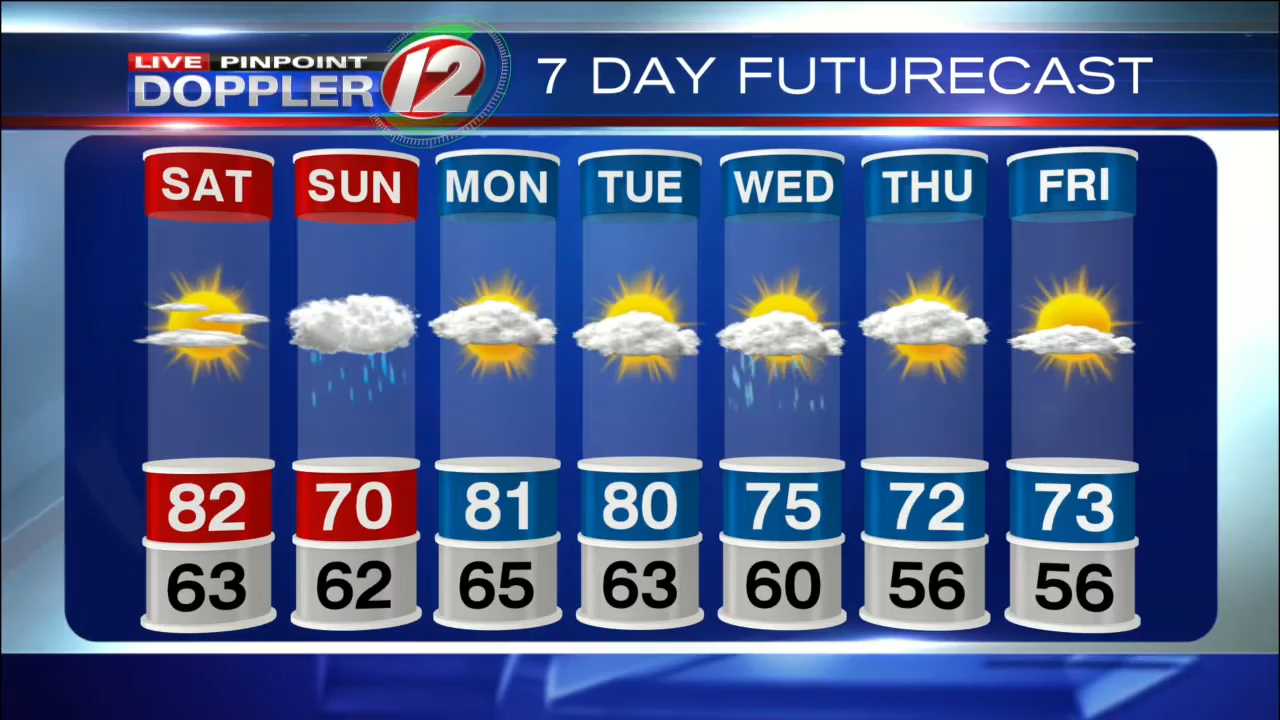 LIVE PINPOINT
DOPPLER 12
7 DAY FUTURECAST
SAT SUN MON TUE WED THU FRI
82 70 81 80 75 72 73
63 62 65 63 60 56 56